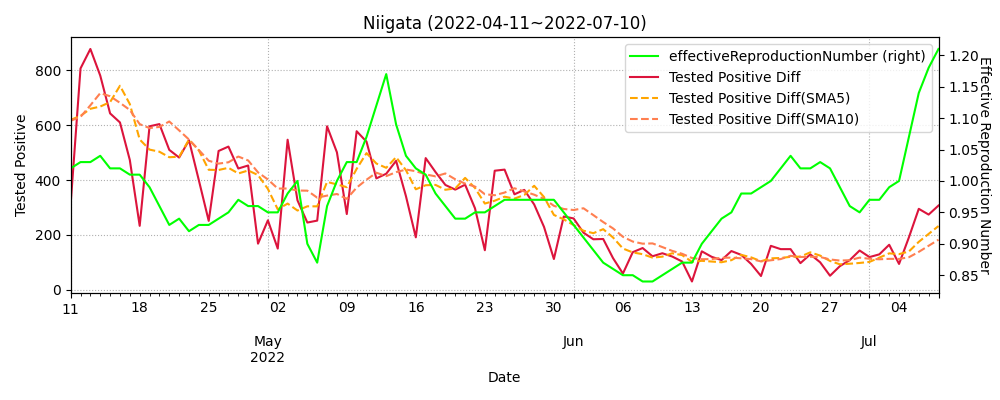 Niigata (2022-04-11~2022-07-10)
effectiveReproductionNumber (right)
Tested Positive Diff
Tested Positive Diff(SMA5)
Tested Positive Diff(SMA10)
Tested Positive
800
600
400
200
0
1.20
1.15
1.10
1.05
1.00
0.95
0.90
0.85
Effective Reproduction Number
11 18 25 02 09 16 23 30 06 13 20 27 04
May Jun Jul
2022
Date